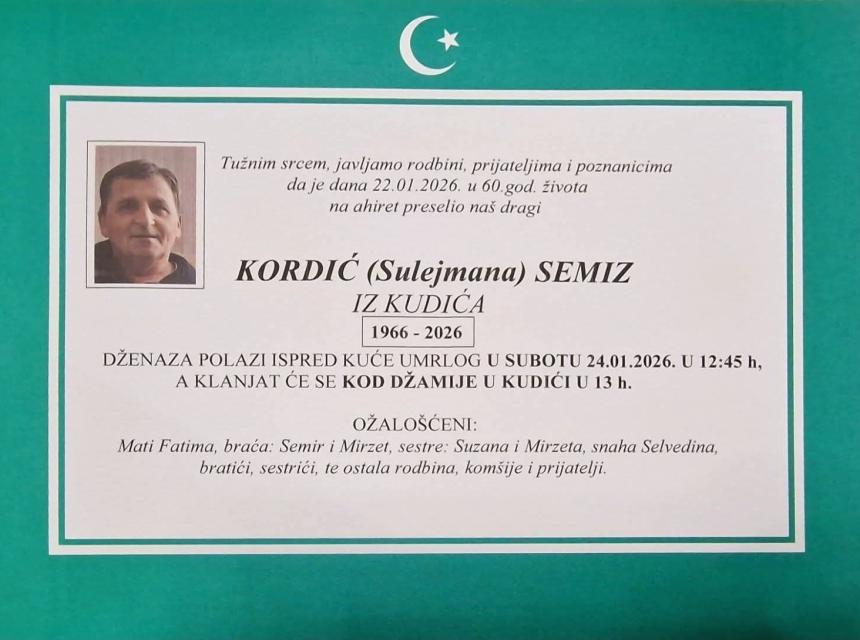 Tužnim srcem, javljamo rodbini, prijateljima i poznanicima
da je dana 22.01.2026. u 60.god. života
na ahiret preselio naš dragi
KORDIĆ (Sulejmana) SEMIZ
IZ KUDIĆA
1966 - 2026
DŽENAZA POLAZI ISPRED KUĆE UMRLOG U SUBOTU 24.01.2026. U 12:45 h,
A KLANJAT ĆE SE KOD DŽAMIJE U KUDIĆI U 13 h.
OŽALOŠĆENI:
Mati Fatima, braća: Semir i Mirzet, sestre: Suzana i Mirzeta, snaha Selvedina,
bratići, sestrići, te ostala rodbina, komšije i prijatelji.